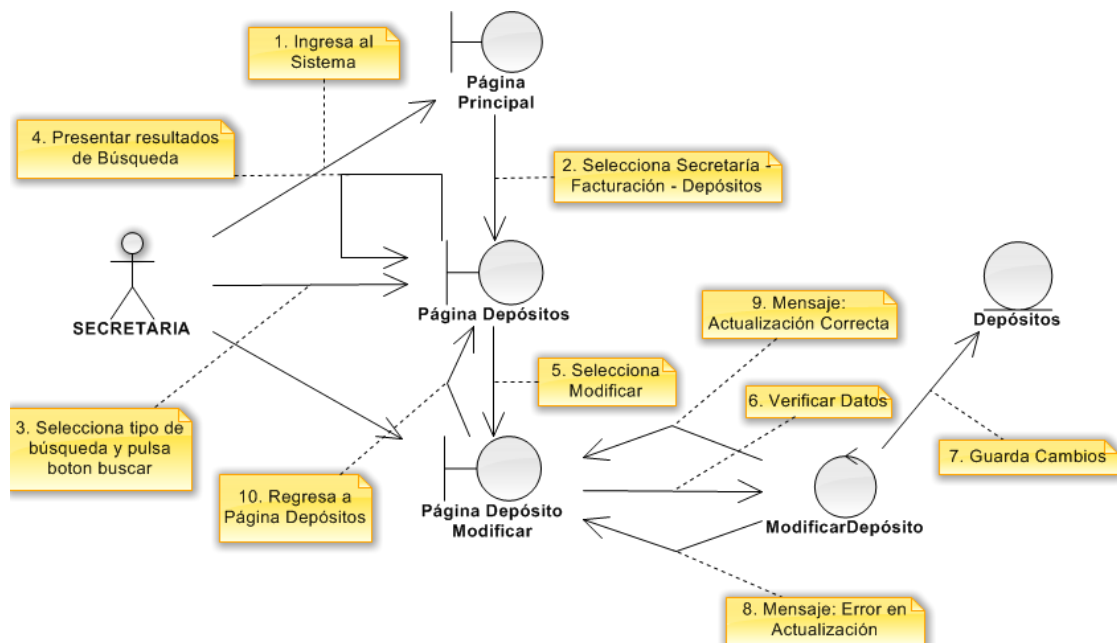 1. Ingresa al
Sistema
Página
Principal
4. Presentar resultados
de Búsqueda
2. Selecciona Secretaría -
Facturación - Depósitos
SECRETARIA
Página Depósitos
Depósitos
9. Mensaje:
Actualización Correcta
5. Selecciona
Modificar
6. Verificar Datos
3. Selecciona tipo de
búsqueda y pulsa
boton buscar
7. Guarda Cambios
10. Regresa a
Página Depósitos
Página Depósito
Modificar
ModificarDepósito
8. Mensaje: Error en
Actualización